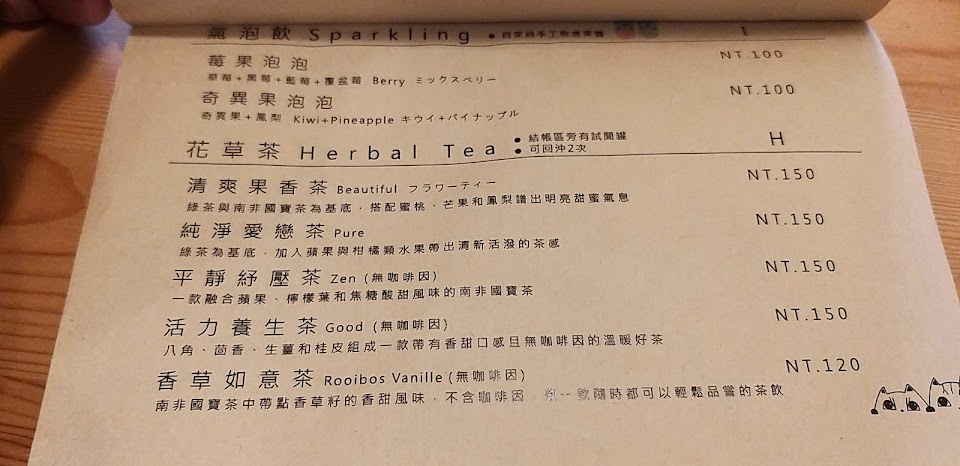 氣泡飲 Sparkling ● 自家純手工熬煮果醬 I
莓果泡泡 NT.100
草莓+黑莓+藍莓+覆盆莓 Berry ミックスベリー
奇異果泡泡 NT.100
奇異果+鳳梨 Kiwi+Pineapple キウイ+パイナップル
花草茶 Herbal Tea ● 結帳區旁有試聞罐 H
● 可回沖2次
清爽果香茶 Beautiful フラワーティー NT.150
綠茶與南非國寶茶為基底，搭配蜜桃、芒果和鳳梨譜出明亮甜蜜氣息
純淨愛戀茶 Pure NT.150
綠茶為基底，加入蘋果與柑橘類水果帶出清新活潑的茶感
平靜紓壓茶 Zen (無咖啡因) NT.150
一款融合蘋果、檸檬葉和焦糖酸甜風味的南非國寶茶
活力養生茶 Good (無咖啡因) NT.150
八角、茴香、生薑和桂皮組成一款帶有香甜口感且無咖啡因的溫暖好茶
香草如意茶 Rooibos Vanille (無咖啡因) NT.120
南非國寶茶中帶點香草籽的香甜風味，不含咖啡因，一款隨時都可以輕鬆品嘗的茶飲